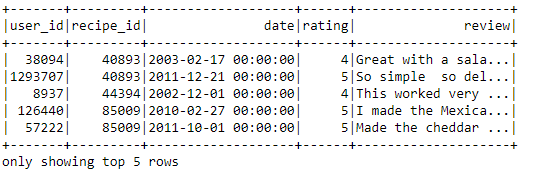 +-------+---------+-------------------+------+--------------------+
|user_id|recipe_id|               date|rating|              review|
+-------+---------+-------------------+------+--------------------+
|  38094|    40893|2003-02-17 00:00:00|     4|Great with a sala...|
|1293707|    40893|2011-12-21 00:00:00|     5|So simple  so del...|
|   8937|    44394|2002-12-01 00:00:00|     4|This worked very ...|
| 126440|    85009|2010-02-27 00:00:00|     5|I made the Mexica...|
|  57222|    85009|2011-10-01 00:00:00|     5|Made the cheddar ...|
+-------+---------+-------------------+------+--------------------+
only showing top 5 rows